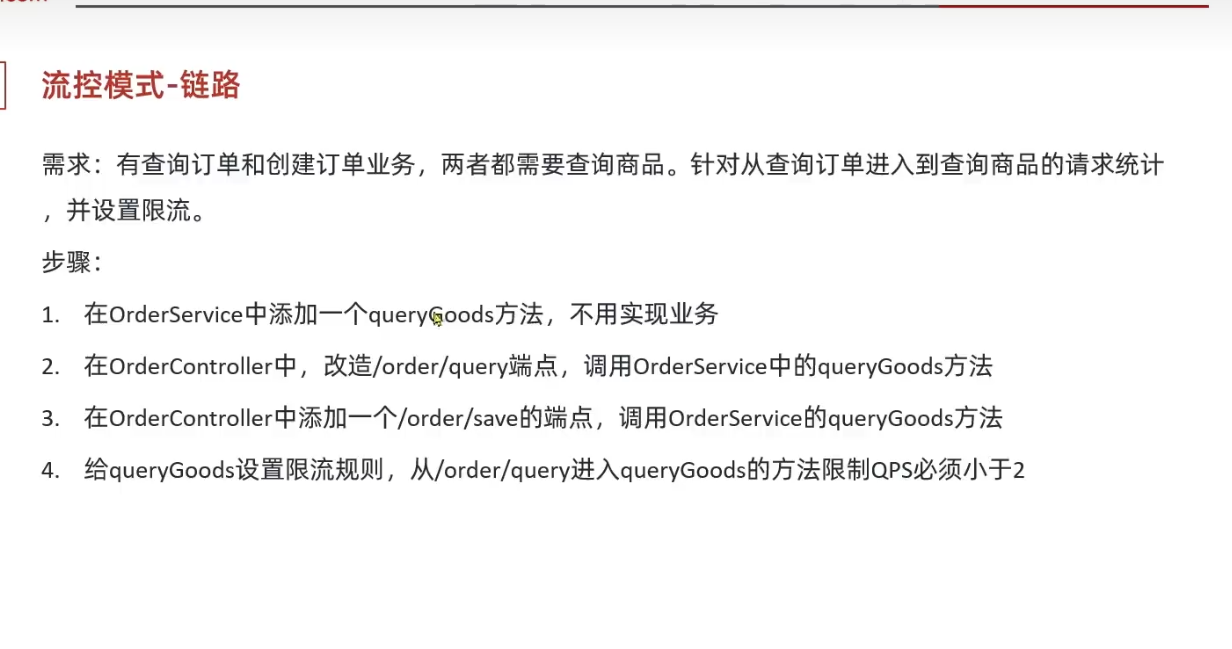 流控模式-链路
需求：有查询订单和创建订单业务，两者都需要查询商品。针对从查询订单进入到查询商品的请求统计
，并设置限流。
步骤：
1. 在OrderService中添加一个queryGoods方法，不用实现业务
2. 在OrderController中，改造/order/query端点，调用OrderService中的queryGoods方法
3. 在OrderController中添加一个/order/save的端点，调用OrderService的queryGoods方法
4. 给queryGoods设置限流规则，从/order/query进入queryGoods的方法限制QPS必须小于2